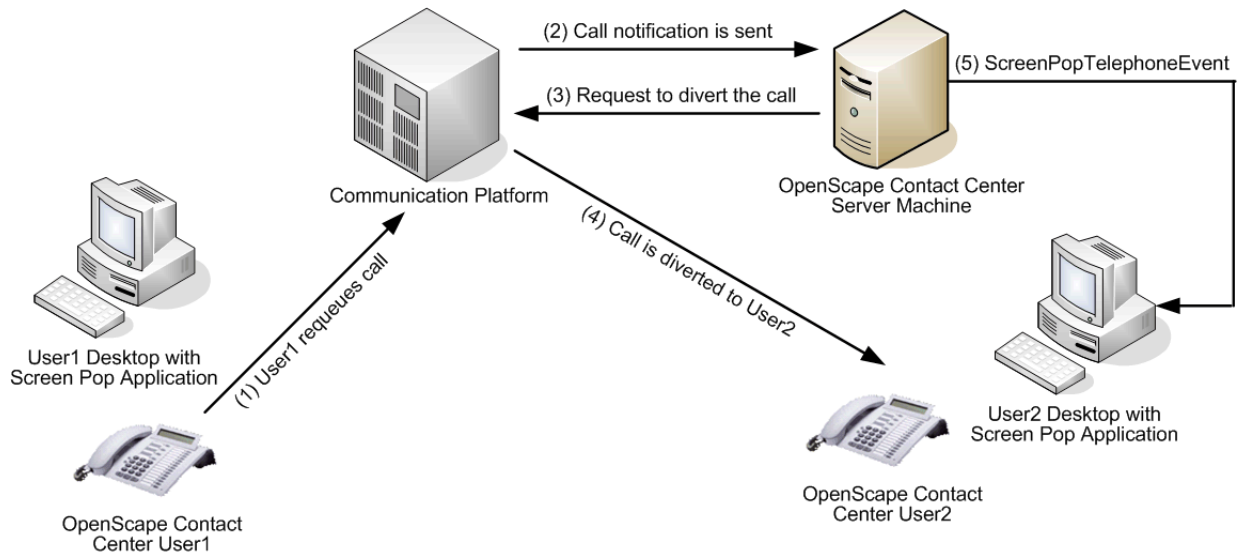 (2) Call notification is sent
(5) ScreenPopTelephoneEvent
(3) Request to divert the call
Communication Platform
OpenScape Contact Center
Server Machine
(4) Call is diverted to User2
(1) User1 requeues call
User1 Desktop with
Screen Pop Application
User2 Desktop with
Screen Pop Application
OpenScape Contact
Center User2
OpenScape Contact
Center User1